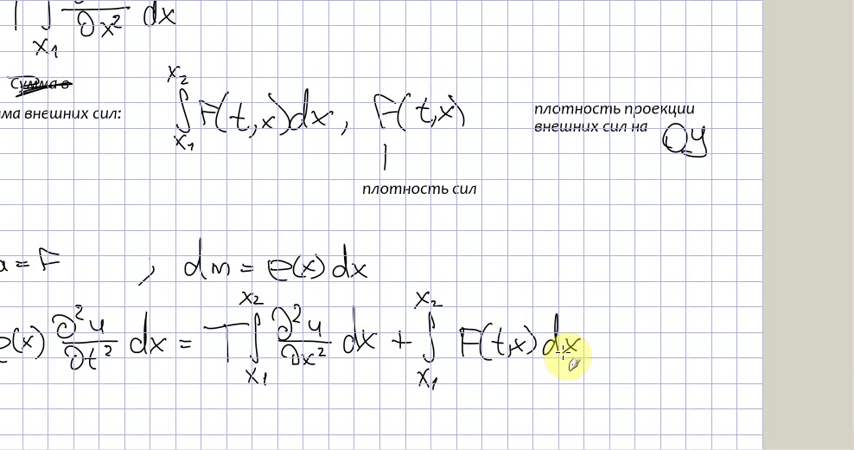 ∫_{x₁} ∂x² dx
ма внешних сил: ∫_{x₁}^{x₂} F(t,x)dx, F(t,x)
плотность сил
плотность проекции
внешних сил на Oy
a = F , dm = ρ(x)dx
ρ(x) ∂²u/∂t² dx = T ∫_{x₁}^{x₂} ∂²u/∂x² dx + ∫_{x₁}^{x₂} F(t,x)dx